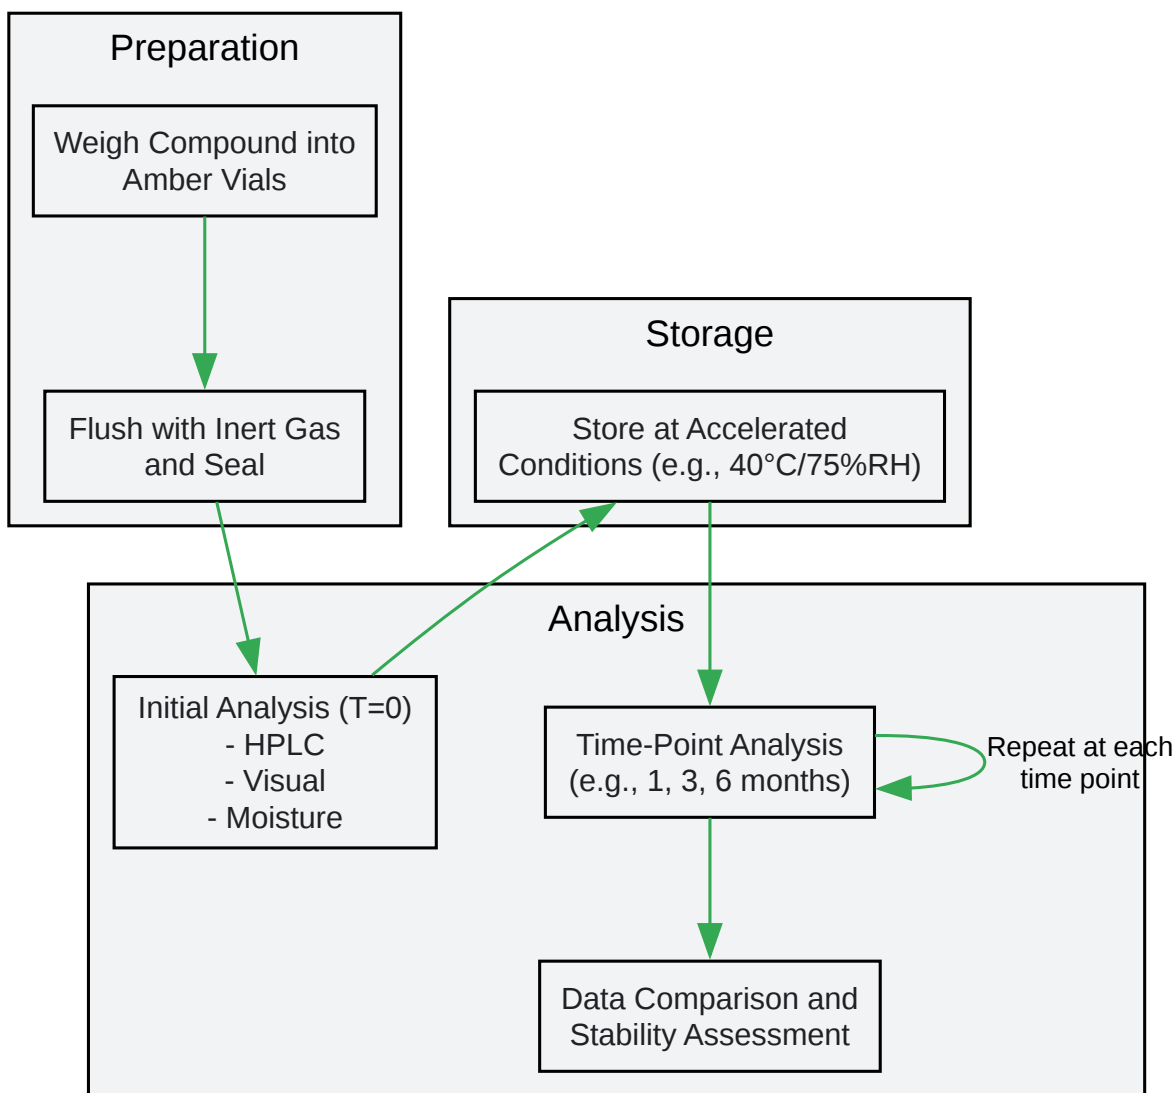 Preparation
Weigh Compound into
Amber Vials
Flush with Inert Gas
and Seal
Storage
Store at Accelerated
Conditions (e.g., 40°C/75%RH)
Analysis
Initial Analysis (T=0)
- HPLC
- Visual
- Moisture
Time-Point Analysis
(e.g., 1, 3, 6 months)
Repeat at each
time point
Data Comparison and
Stability Assessment